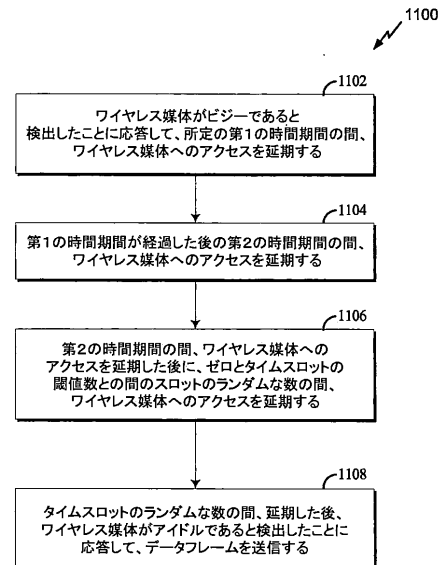 1100
1102
ワイヤレス媒体がビジーであると
検出したことに応答して、所定の第1の時間期間の間、
ワイヤレス媒体へのアクセスを延期する
1104
第1の時間期間が経過した後の第2の時間期間の間、
ワイヤレス媒体へのアクセスを延期する
1106
第2の時間期間の間、ワイヤレス媒体への
アクセスを延期した後に、ゼロとタイムスロットの
閾値数との間のスロットのランダムな数の間、
ワイヤレス媒体へのアクセスを延期する
1108
タイムスロットのランダムな数の間、延期した後、
ワイヤレス媒体がアイドルであると検出したことに
応答して、データフレームを送信する